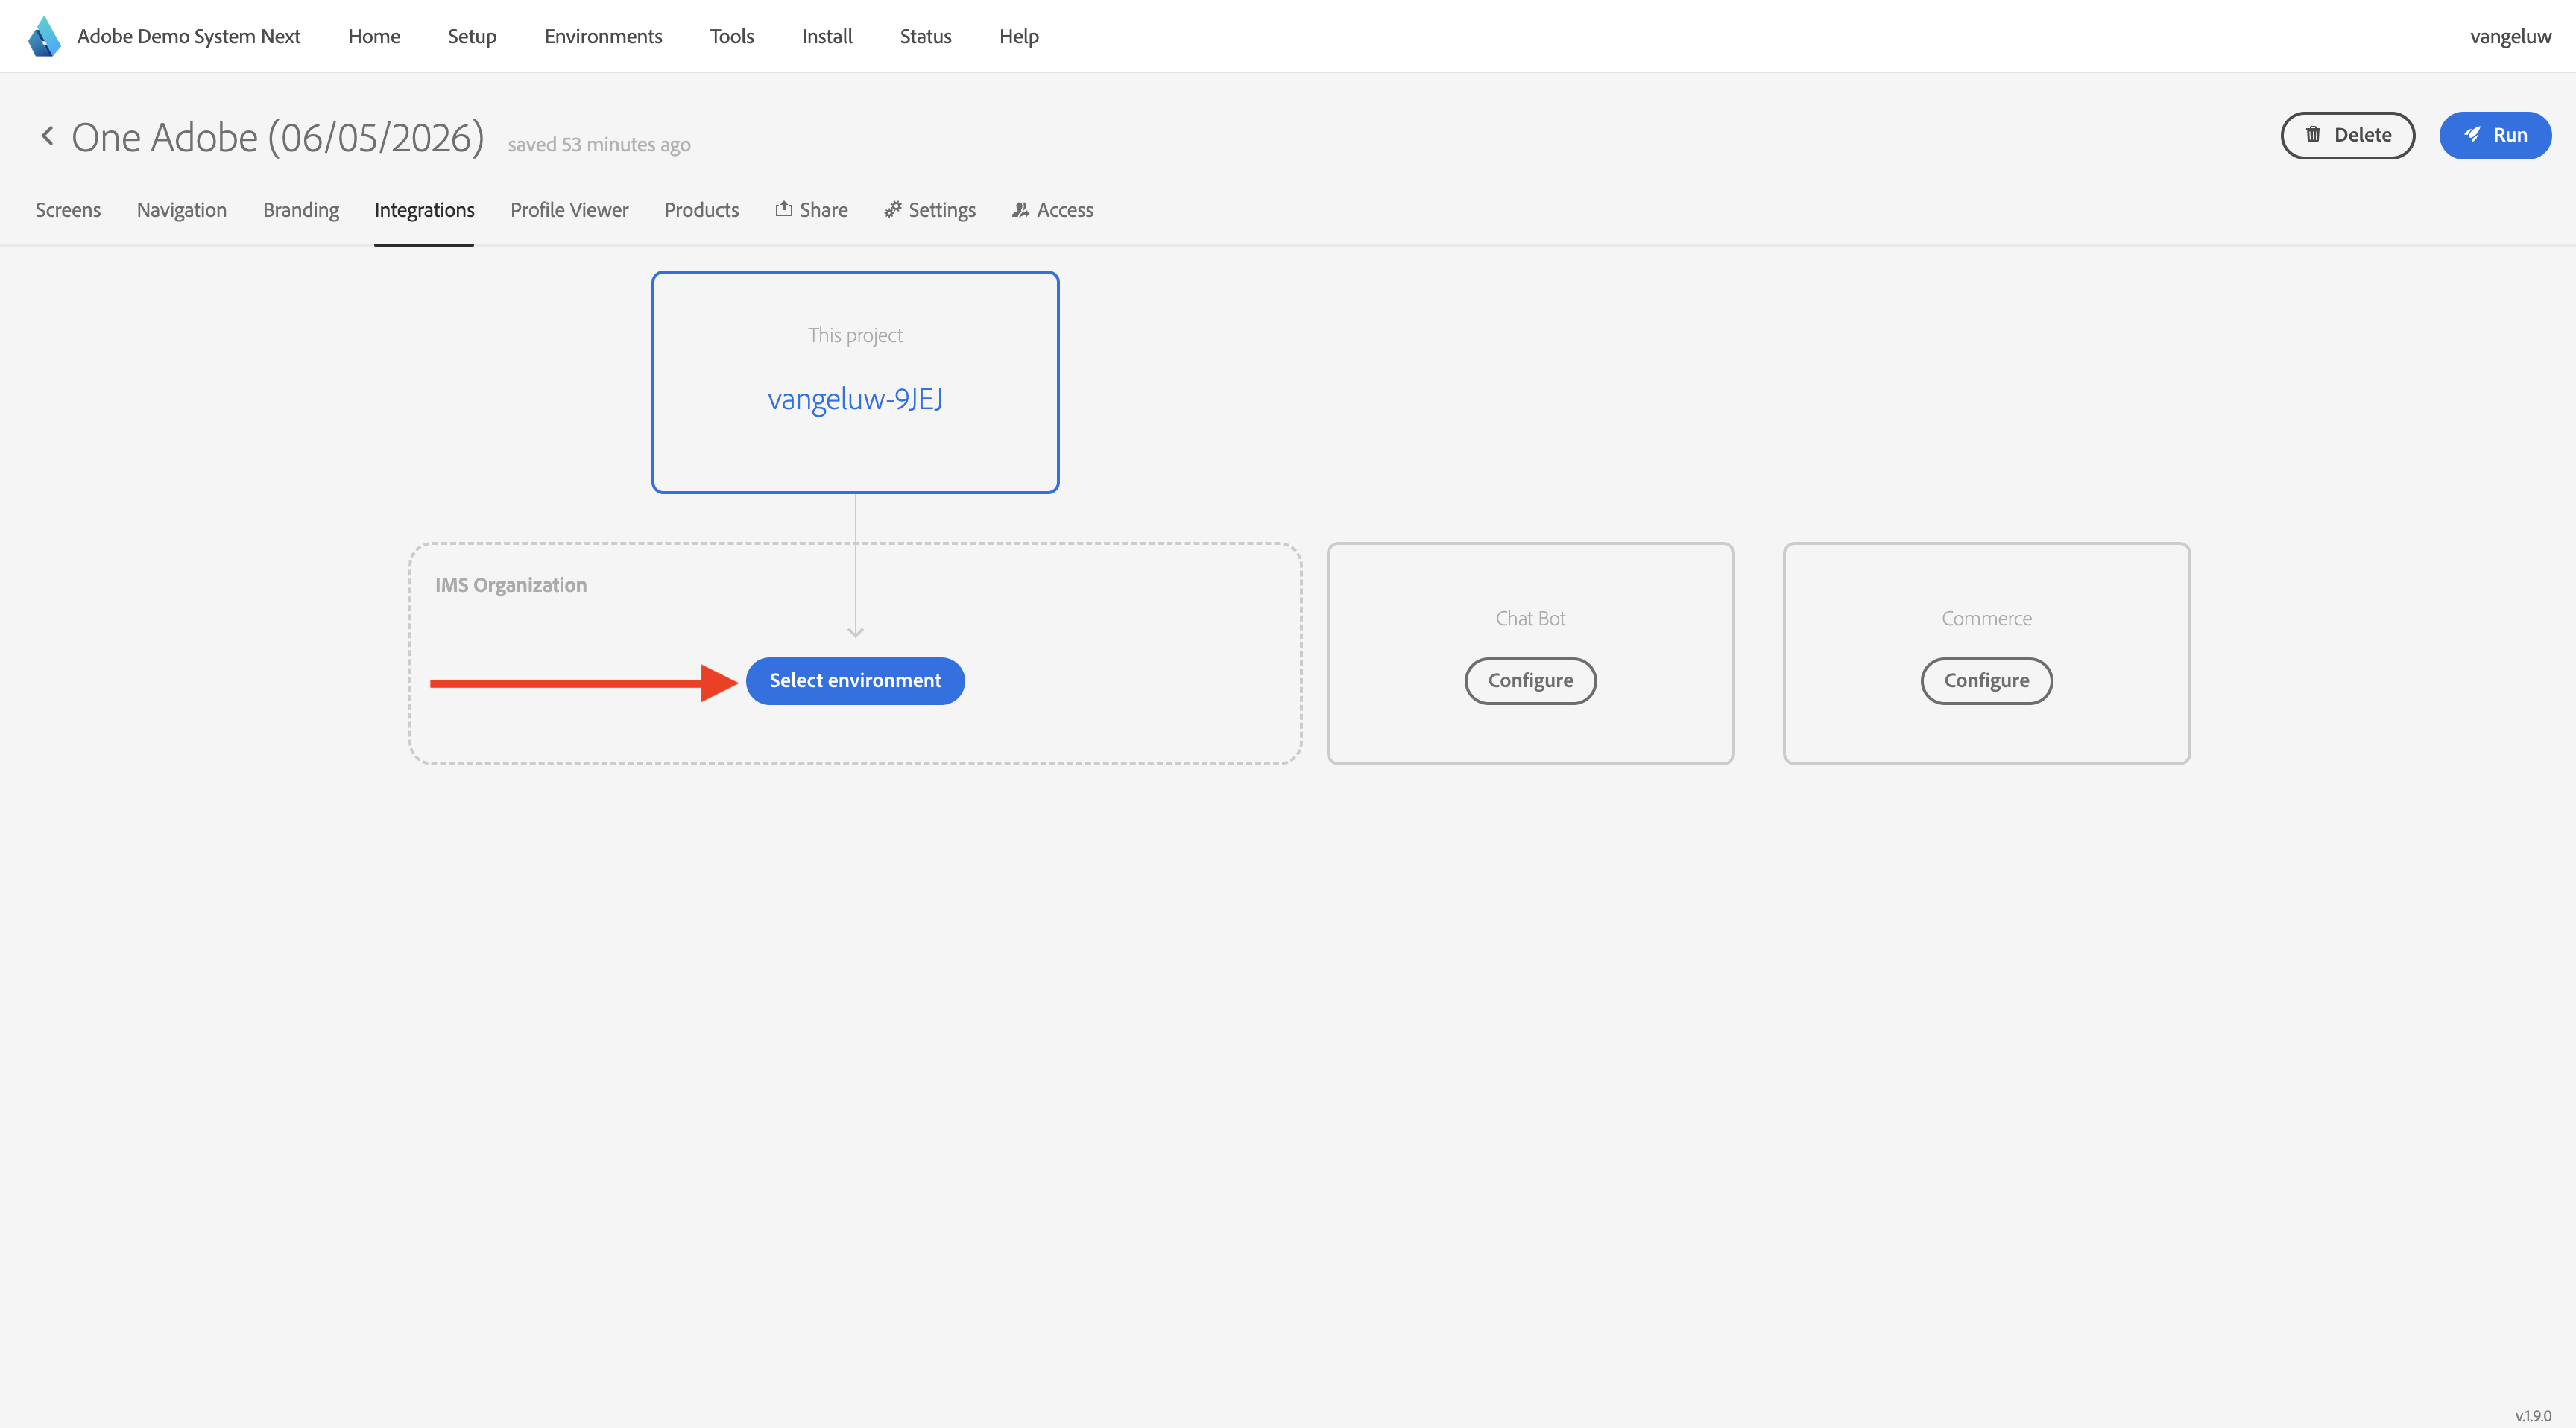 Adobe Demo System Next Home Setup Environments Tools Install Status Help vangeluw
One Adobe (06/05/2026) saved 53 minutes ago Delete Run
Screens Navigation Branding Integrations Profile Viewer Products Share Settings Access
This project
vangeluw-9JEJ
IMS Organization
Select environment
Chat Bot
Configure
Commerce
Configure
v.1.9.0